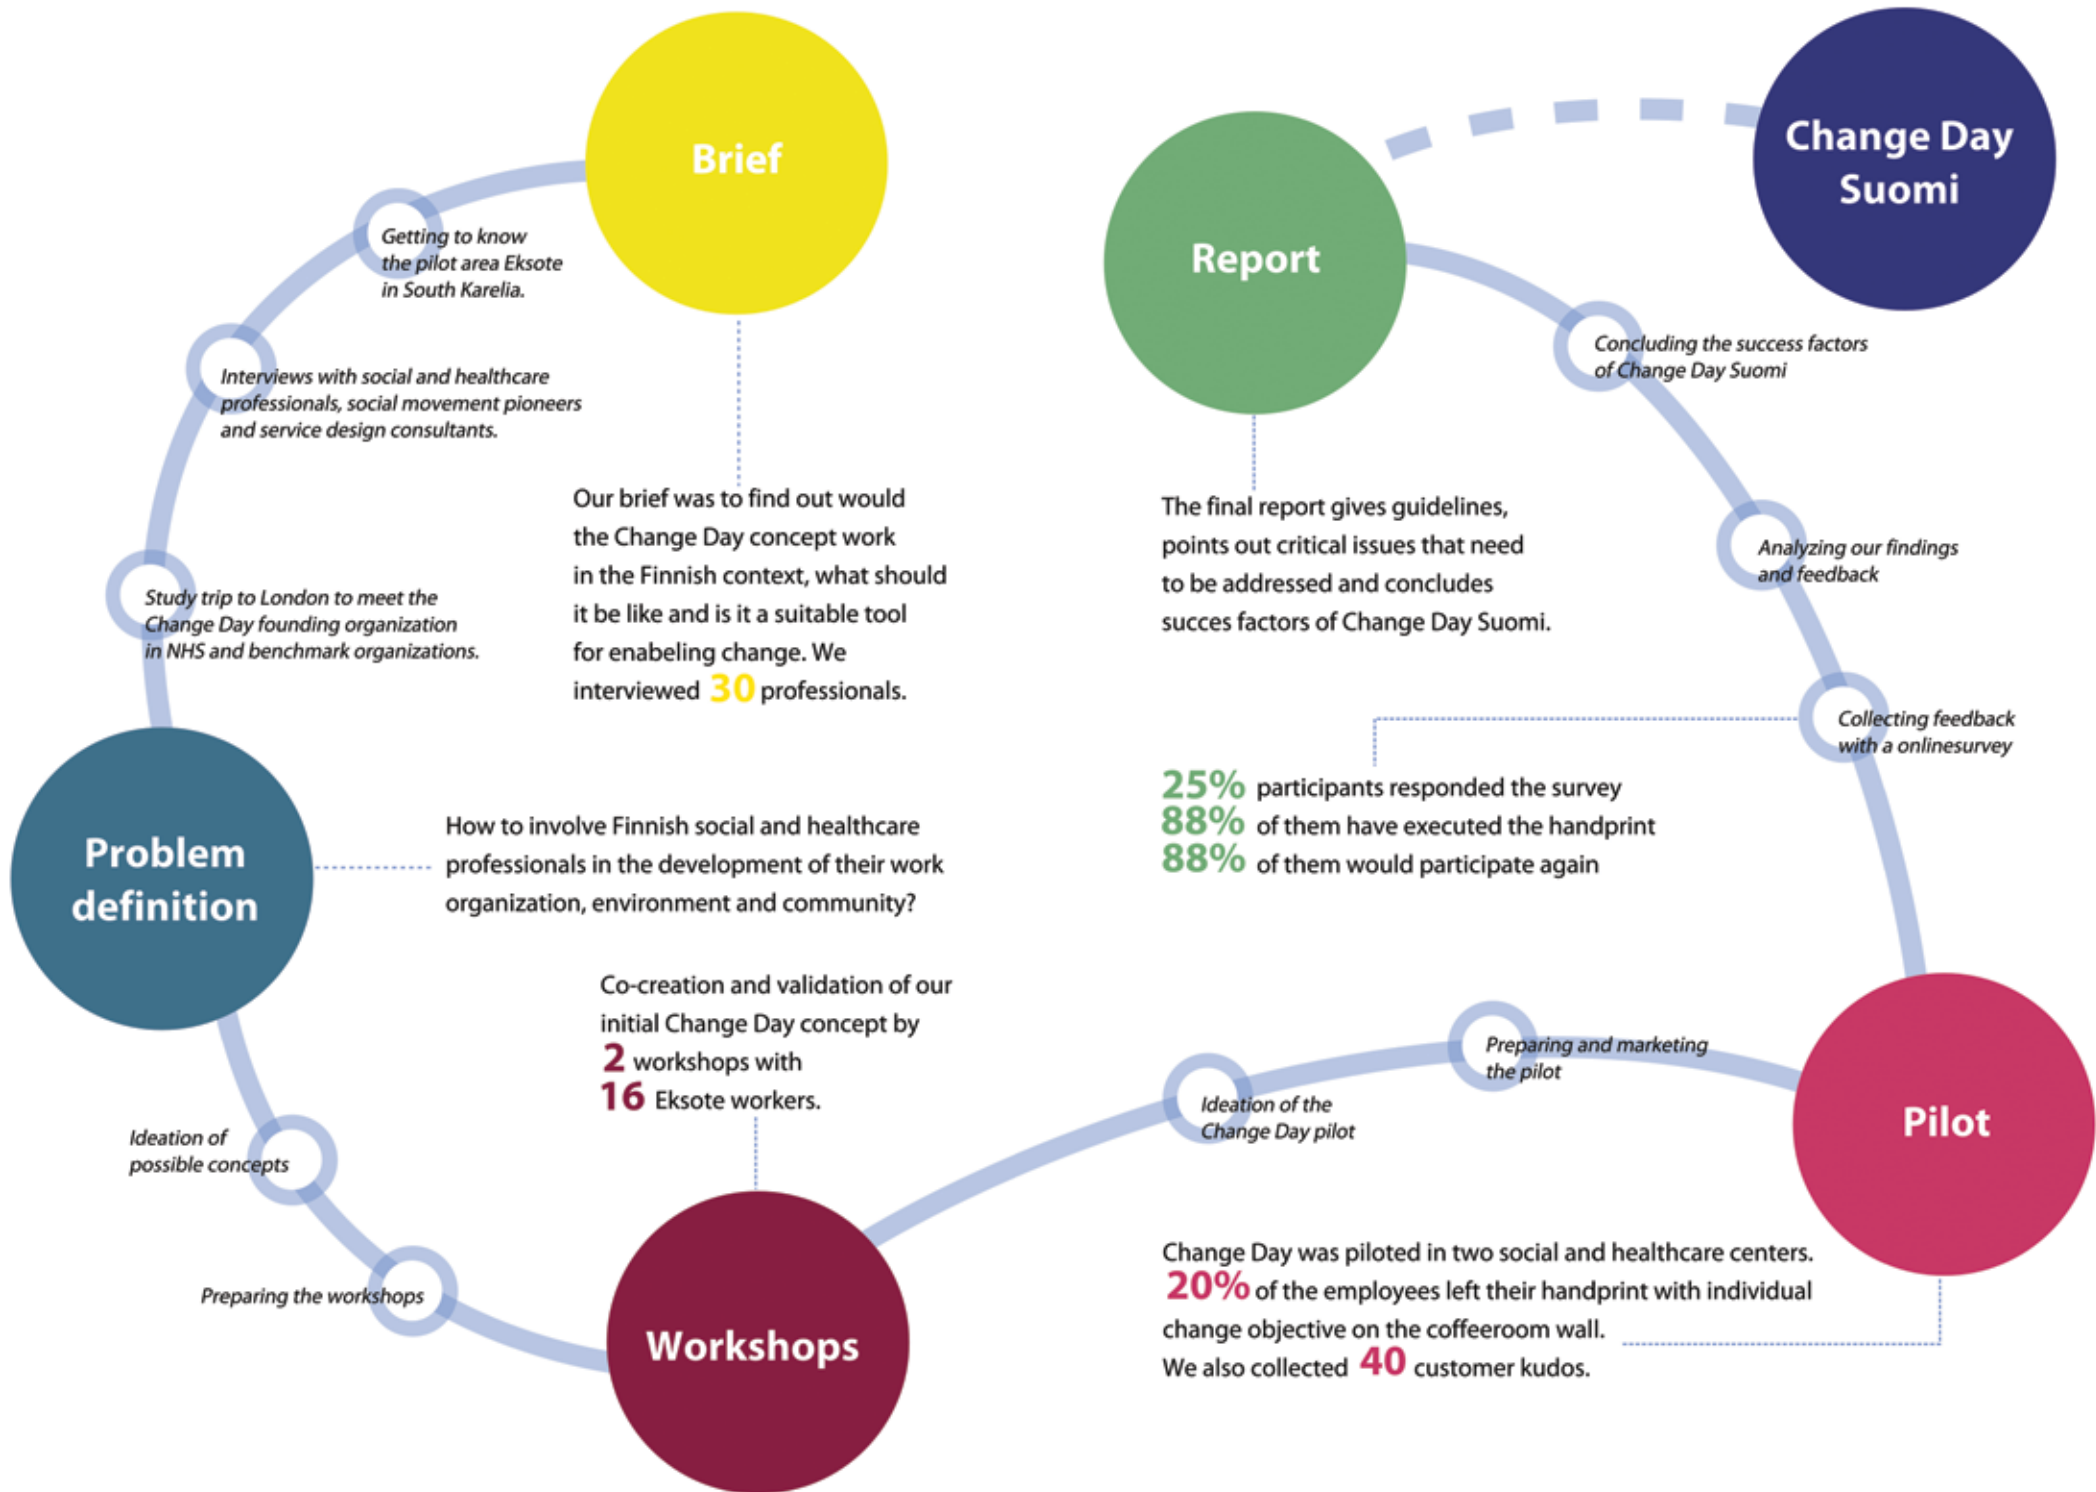 Brief
Getting to know
the pilot area Eksote
in South Karelia.
Interviews with social and healthcare
professionals, social movement pioneers
and service design consultants.
Study trip to London to meet the
Change Day founding organization
in NHS and benchmark organizations.
Our brief was to find out would
the Change Day concept work
in the Finnish context, what should
it be like and is it a suitable tool
for enabeling change. We
interviewed 30 professionals.
Problem
definition
How to involve Finnish social and healthcare
professionals in the development of their work
organization, environment and community?
Ideation of
possible concepts
Preparing the workshops
Co-creation and validation of our
initial Change Day concept by
2 workshops with
16 Eksote workers.
Workshops
Ideation of the
Change Day pilot
Preparing and marketing
the pilot
Pilot
Change Day was piloted in two social and healthcare centers.
20% of the employees left their handprint with individual
change objective on the coffeeroom wall.
We also collected 40 customer kudos.
Collecting feedback
with a onlinesurvey
25% participants responded the survey
88% of them have executed the handprint
88% of them would participate again
Analyzing our findings
and feedback
Concluding the success factors
of Change Day Suomi
Report
The final report gives guidelines,
points out critical issues that need
to be addressed and concludes
succes factors of Change Day Suomi.
Change Day
Suomi